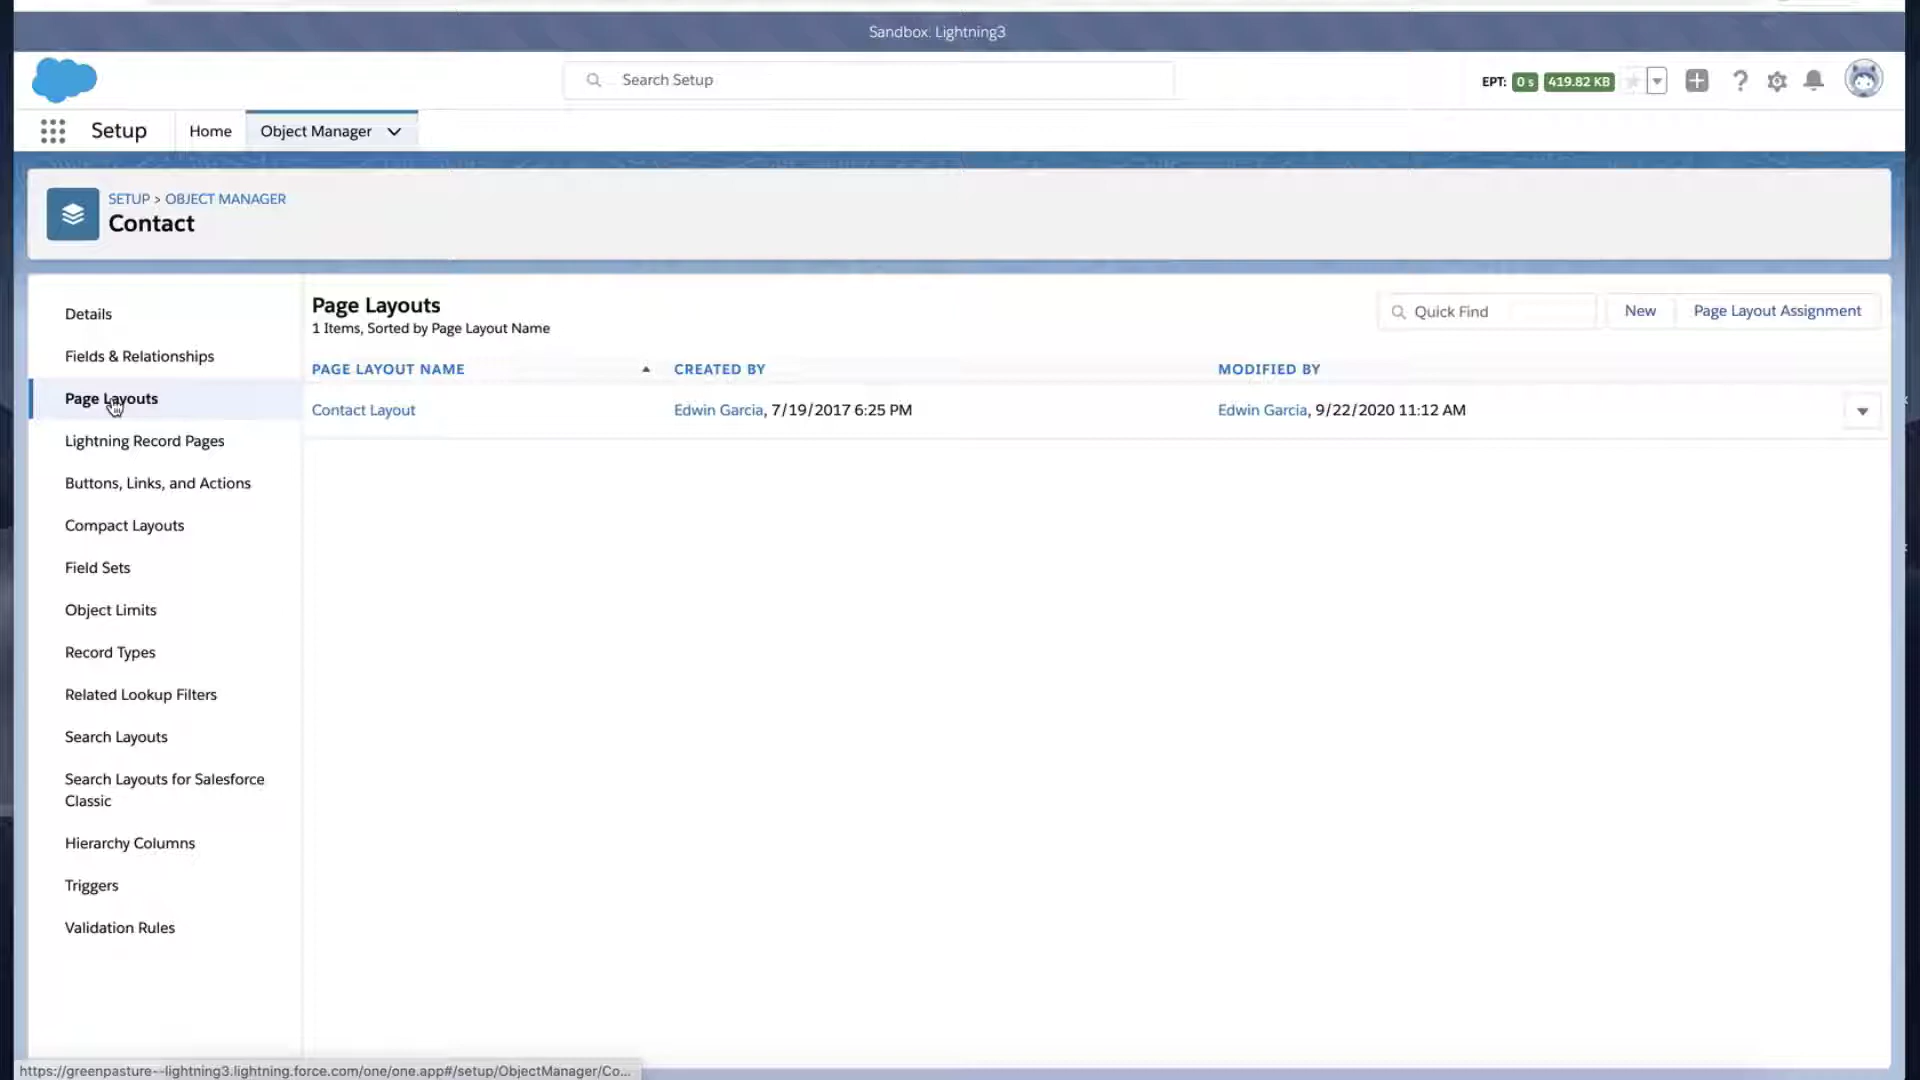 Sandbox: Lightning3
Search Setup
EPT: 0 s 419.82 KB
Setup Home Object Manager
SETUP > OBJECT MANAGER
Contact
Details
Fields & Relationships
Page Layouts
Lightning Record Pages
Buttons, Links, and Actions
Compact Layouts
Field Sets
Object Limits
Record Types
Related Lookup Filters
Search Layouts
Search Layouts for Salesforce
Classic
Hierarchy Columns
Triggers
Validation Rules
Page Layouts
1 Items, Sorted by Page Layout Name
Quick Find New Page Layout Assignment
PAGE LAYOUT NAME CREATED BY MODIFIED BY
Contact Layout Edwin Garcia, 7/19/2017 6:25 PM Edwin Garcia, 9/22/2020 11:12 AM
https://greenpasture--lightning3.lightning.force.com/one/one.app#/setup/ObjectManager/Co...